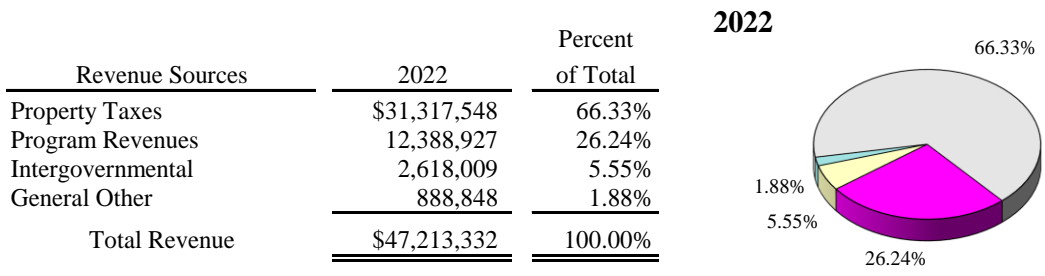 Percent
Revenue Sources 2022 of Total
Property Taxes $31,317,548 66.33%
Program Revenues 12,388,927 26.24%
Intergovernmental 2,618,009 5.55%
General Other 888,848 1.88%
Total Revenue $47,213,332 100.00%
2022
66.33%
1.88%
5.55%
26.24%